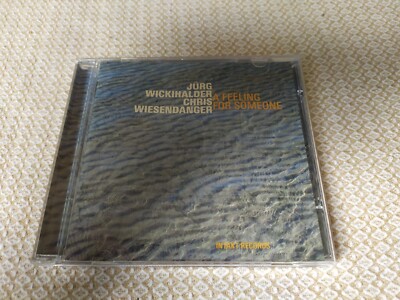 JÜRG
WICKIHALDER
CHRIS
WIESENDANGER
A FEELING
FOR SOMEONE
INTAKT RECORDS